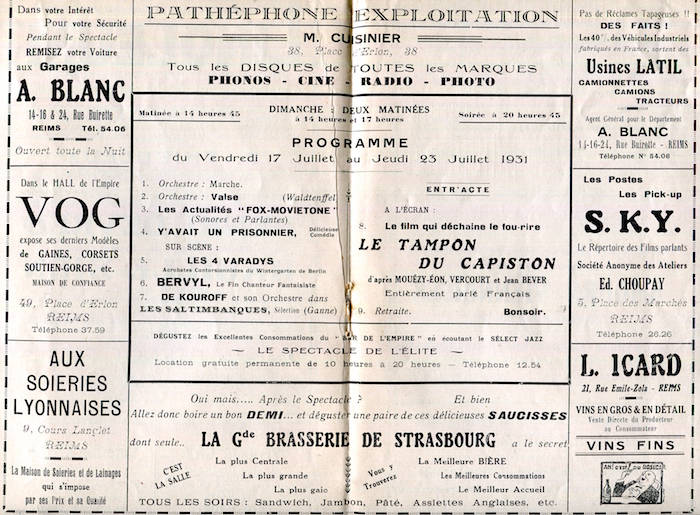 Dans votre Intérêt
Pour votre Sécurité
Pendant le Spectacle
REMISEZ votre Voiture
aux Garages
A. BLANC
14-16 & 24, Rue Buirette
REIMS Tél. 54.06
Ouvert toute la Nuit
Dans le HALL de l'Empire
VOG
expose ses derniers Modèles
de GAINES, CORSETS
SOUTIEN-GORGE, etc.
MAISON DE CONFIANCE
49, Place d'Erlon
REIMS
Téléphone 37.59
AUX
SOIERIES
LYONNAISES
9, Cours Langlet
REIMS
La Maison de Soieries et de Lainages
qui s'impose
par ses Prix et sa Qualité
PATHÉPHONE EXPLOITATION
M. CUISINIER
38, Place d'Erlon, 38
Tous les DISQUES de TOUTES les MARQUES
PHONOS - CINE - RADIO - PHOTO
Matinée à 14 heures 45
DIMANCHE : DEUX MATINÉES
à 14 heures et 17 heures
Soirée à 20 heures 45
PROGRAMME
du Vendredi 17 Juillet au Jeudi 23 Juillet 1931
1. Orchestre : Marche.
2. Orchestre : Valse (Waldtenffel)
3. Les Actualités "FOX-MOVIETONE"
(Sonores et Parlantes)
4. Y'AVAIT UN PRISONNIER, Délicieuse Comédie
SUR SCÈNE :
5. LES 4 VARADYS
Acrobates Contorsionnistes du Wintergarten de Berlin
6. BERVYL, Le Fin Chanteur Fantaisiste
7. DE KOUROFF et son Orchestre dans
LES SALTIMBANQUES, Sélection (Ganne)
ENTR'ACTE
A L'ÉCRAN :
8. Le film qui déchaîne le fou-rire
LE TAMPON
DU CAPISTON
d'après MOUÉZY-ÉON, VERCOURT et Jean BEVER
Entièrement parlé Français
9. Retraite. Bonsoir.
DÉGUSTEZ les Excellentes Consommations du "BAR DE L'EMPIRE" en écoutant le SÉLECT JAZZ
LE SPECTACLE DE L'ÉLITE
Location gratuite permanente de 10 heures à 20 heures — Téléphone 12.54
Oui mais..... Après le Spectacle ? Et bien
Allez donc boire un bon DEMI... et déguster une paire de ces délicieuses SAUCISSES
dont seule.. LA Gde BRASSERIE DE STRASBOURG a le secret
C'EST
LA SALLE
La plus Centrale
La plus grande
La plus gaie
Vous y
Trouverez
La Meilleure BIÈRE
Les Meilleures Consommations
Le Meilleur Accueil
TOUS LES SOIRS : Sandwich, Jambon, Pâté, Assiettes Anglaises, etc.
Pas de Réclames Tapageuses !!
DES FAITS !
Les 40 % des Véhicules Industriels
fabriqués en France, sortent des
Usines LATIL
CAMIONNETTES
CAMIONS
TRACTEURS
Agent Général pour le Département
A. BLANC
14-16-24, Rue Buirette - REIMS
Téléphone N° 54.06
Les Postes
Les Pick-up
S.K.Y.
Le Répertoire des Films parlants
Société Anonyme des Ateliers
Ed. CHOUPAY
5, Place des Marchés
REIMS
Téléphone 26.26
L. ICARD
21, Rue Emile-Zola - REIMS
VINS EN GROS & EN DÉTAIL
Vente Directe du Producteur
au Consommateur
VINS FINS